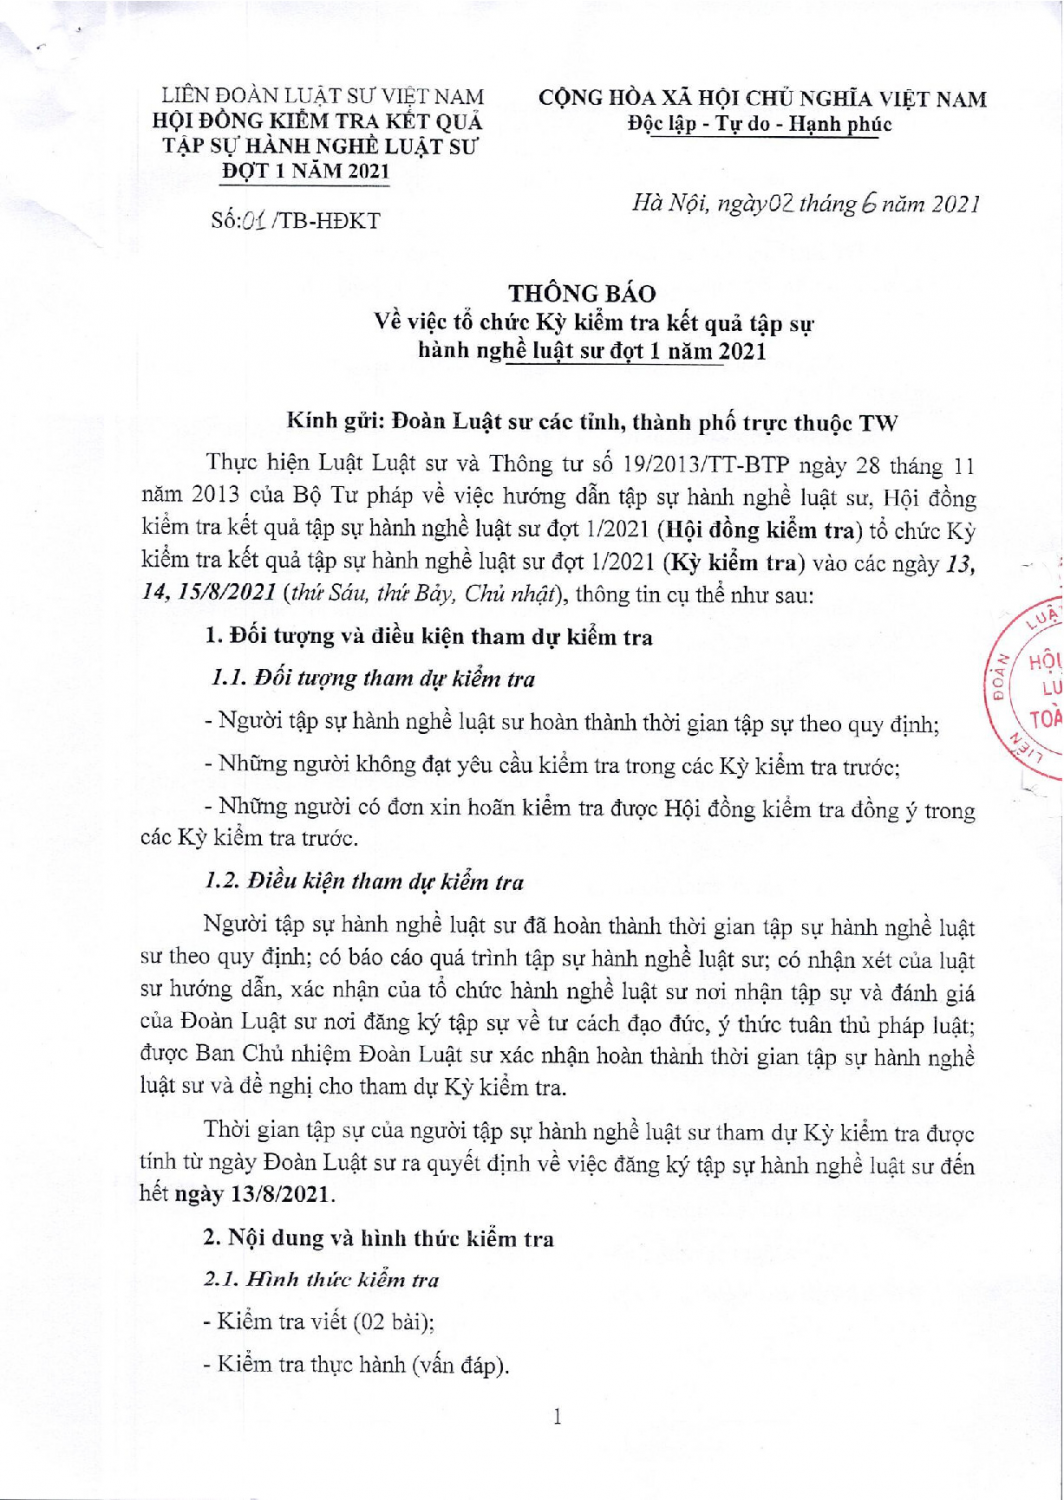 LIÊN ĐOÀN LUẬT SƯ VIỆT NAM
HỘI ĐỒNG KIỂM TRA KẾT QUẢ
TẬP SỰ HÀNH NGHỀ LUẬT SƯ
ĐỢT 1 NĂM 2021
Số:01/TB-HĐKT
CỘNG HÒA XÃ HỘI CHỦ NGHĨA VIỆT NAM
Độc lập - Tự do - Hạnh phúc
Hà Nội, ngày 02 tháng 6 năm 2021
THÔNG BÁO
Về việc tổ chức Kỳ kiểm tra kết quả tập sự
hành nghề luật sư đợt 1 năm 2021
Kính gửi: Đoàn Luật sư các tỉnh, thành phố trực thuộc TW
Thực hiện Luật Luật sư và Thông tư số 19/2013/TT-BTP ngày 28 tháng 11
năm 2013 của Bộ Tư pháp về việc hướng dẫn tập sự hành nghề luật sư, Hội đồng
kiểm tra kết quả tập sự hành nghề luật sư đợt 1/2021 (Hội đồng kiểm tra) tổ chức Kỳ
kiểm tra kết quả tập sự hành nghề luật sư đợt 1/2021 (Kỳ kiểm tra) vào các ngày 13,
14, 15/8/2021 (thứ Sáu, thứ Bảy, Chủ nhật), thông tin cụ thể như sau:
1. Đối tượng và điều kiện tham dự kiểm tra
1.1. Đối tượng tham dự kiểm tra
- Người tập sự hành nghề luật sư hoàn thành thời gian tập sự theo quy định;
- Những người không đạt yêu cầu kiểm tra trong các Kỳ kiểm tra trước;
- Những người có đơn xin hoãn kiểm tra được Hội đồng kiểm tra đồng ý trong
các Kỳ kiểm tra trước.
1.2. Điều kiện tham dự kiểm tra
Người tập sự hành nghề luật sư đã hoàn thành thời gian tập sự hành nghề luật
sư theo quy định; có báo cáo quá trình tập sự hành nghề luật sư; có nhận xét của luật
sư hướng dẫn, xác nhận của tổ chức hành nghề luật sư nơi nhận tập sự và đánh giá
của Đoàn Luật sư nơi đăng ký tập sự về tư cách đạo đức, ý thức tuân thủ pháp luật;
được Ban Chủ nhiệm Đoàn Luật sư xác nhận hoàn thành thời gian tập sự hành nghề
luật sư và đề nghị cho tham dự Kỳ kiểm tra.
Thời gian tập sự của người tập sự hành nghề luật sư tham dự Kỳ kiểm tra được
tính từ ngày Đoàn Luật sư ra quyết định về việc đăng ký tập sự hành nghề luật sư đến
hết ngày 13/8/2021.
2. Nội dung và hình thức kiểm tra
2.1. Hình thức kiểm tra
- Kiểm tra viết (02 bài);
- Kiểm tra thực hành (vấn đáp).
1
LIÊN ĐOÀN LUẬ
HỘI
LU
TOÀ